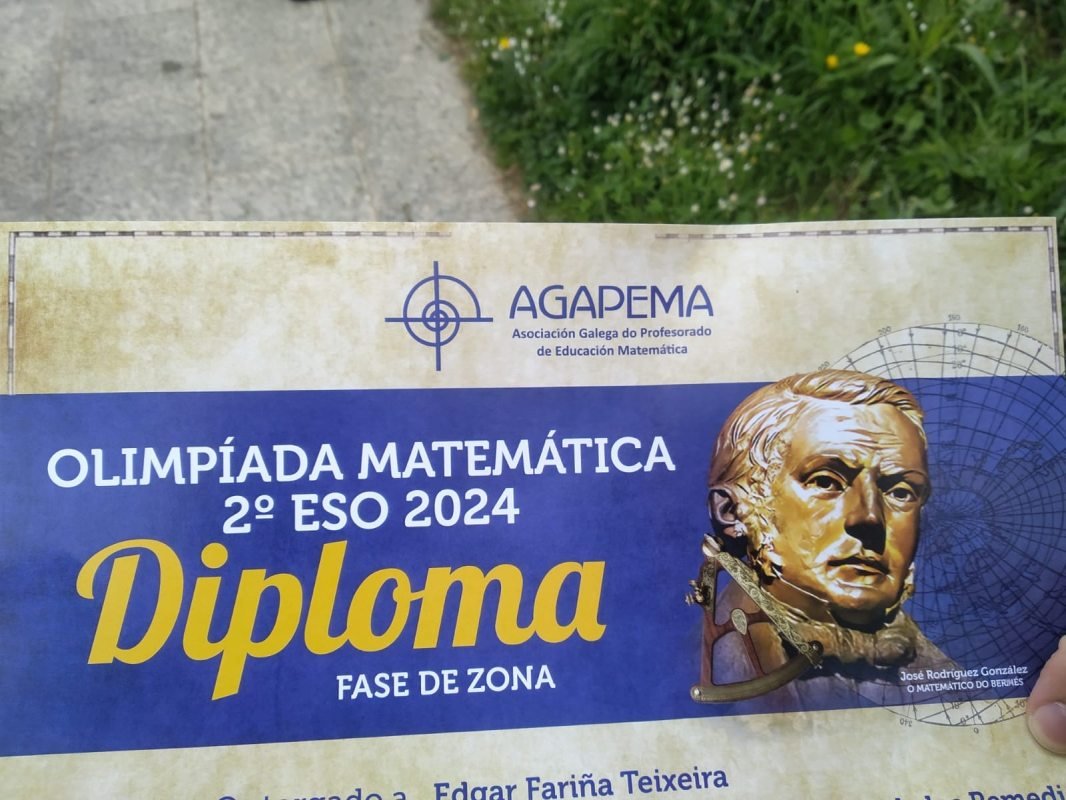 AGAPEMA
Asociación Galega do Profesorado
de Educación Matemática
OLIMPÍADA MATEMÁTICA
2º ESO 2024
Diploma
FASE DE ZONA
José Rodríguez González
O MATEMÁTICO DO BERMÉS
Outorgado a Edgar Fariña Teixeira